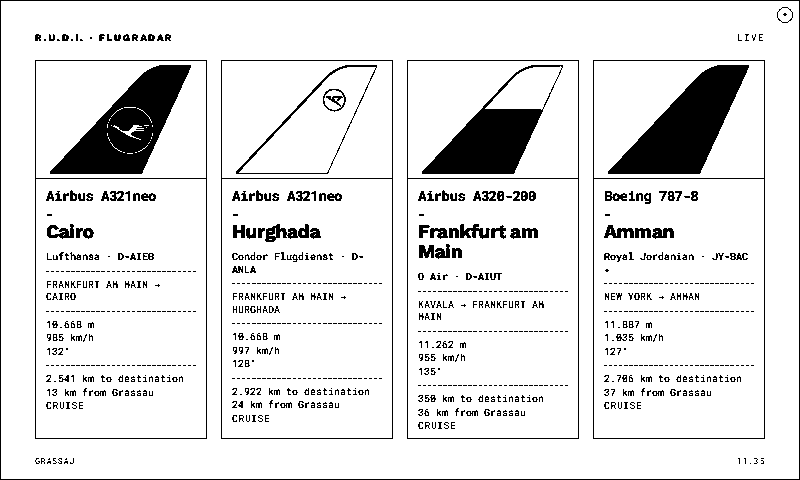 R.U.D.I. · FLUGRADAR
LIVE
Airbus A321neo
-
Cairo
Lufthansa · D-AIEB
FRANKFURT AM MAIN →
CAIRO
10.668 m
985 km/h
132°
2.541 km to destination
13 km from Grassau
CRUISE
Airbus A321neo
-
Hurghada
Condor Flugdienst · D-
ANLA
FRANKFURT AM MAIN →
HURGHADA
10.668 m
997 km/h
128°
2.922 km to destination
24 km from Grassau
CRUISE
Airbus A320-200
-
Frankfurt am
Main
O Air · D-AIUT
KAVALA → FRANKFURT AM
MAIN
11.262 m
955 km/h
135°
350 km to destination
36 km from Grassau
CRUISE
Boeing 787-8
-
Amman
Royal Jordanian · JY-BAC
•
NEW YORK → AMMAN
11.887 m
1.035 km/h
127°
2.706 km to destination
37 km from Grassau
CRUISE
GRASSAU
11.35